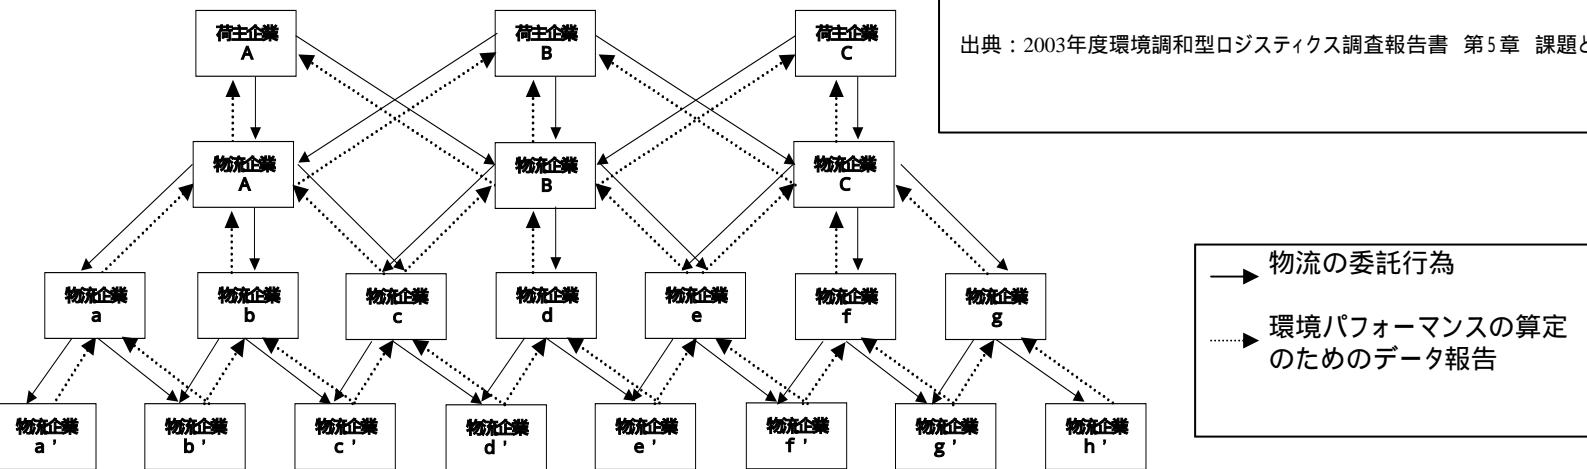 荷主企業
A
荷主企業
B
荷主企業
C
出典：2003年度環境調和型ロジスティクス調査報告書 第5章 課題と
物流企業
A
物流企業
B
物流企業
C
物流の委託行為
環境パフォーマンスの算定
のためのデータ報告
物流企業
a
物流企業
b
物流企業
c
物流企業
d
物流企業
e
物流企業
f
物流企業
g
物流企業
a'
物流企業
b'
物流企業
c'
物流企業
d'
物流企業
e'
物流企業
f'
物流企業
g'
物流企業
h'